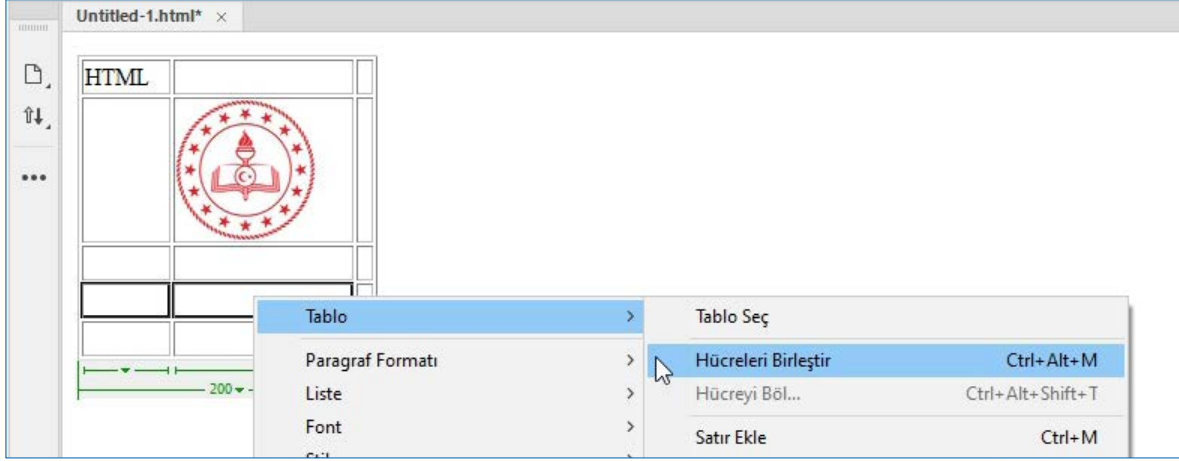 Untitled-1.html* ×
HTML
200
Tablo
Paragraf Formatı
Liste
Font
Stil
Tablo Seç
Hücreleri Birleştir Ctrl+Alt+M
Hücreyi Böl... Ctrl+Alt+Shift+T
Satır Ekle Ctrl+M